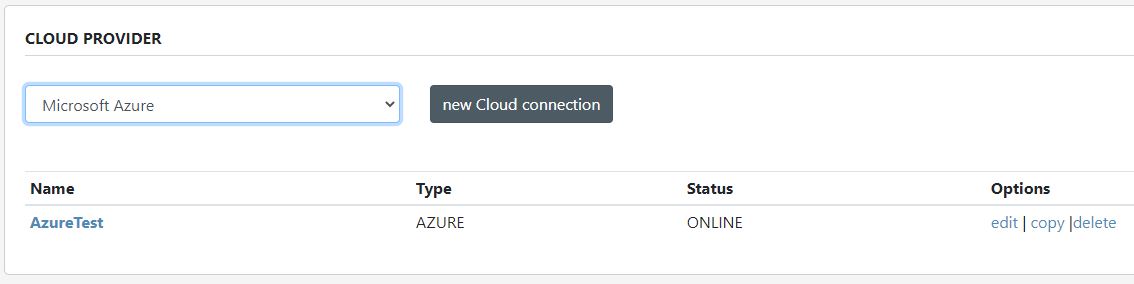 CLOUD PROVIDER
Microsoft Azure new Cloud connection
Name Type Status Options
AzureTest AZURE ONLINE edit | copy |delete